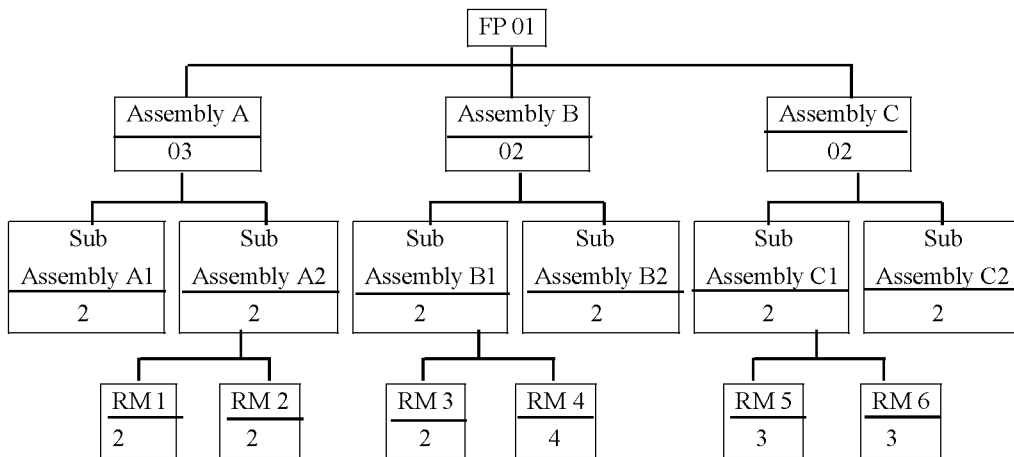 FP 01
Assembly A
03
Assembly B
02
Assembly C
02
Sub
Assembly A1
2
Sub
Assembly A2
2
Sub
Assembly B1
2
Sub
Assembly B2
2
Sub
Assembly C1
2
Sub
Assembly C2
2
RM 1
2
RM 2
2
RM 3
2
RM 4
4
RM 5
3
RM 6
3